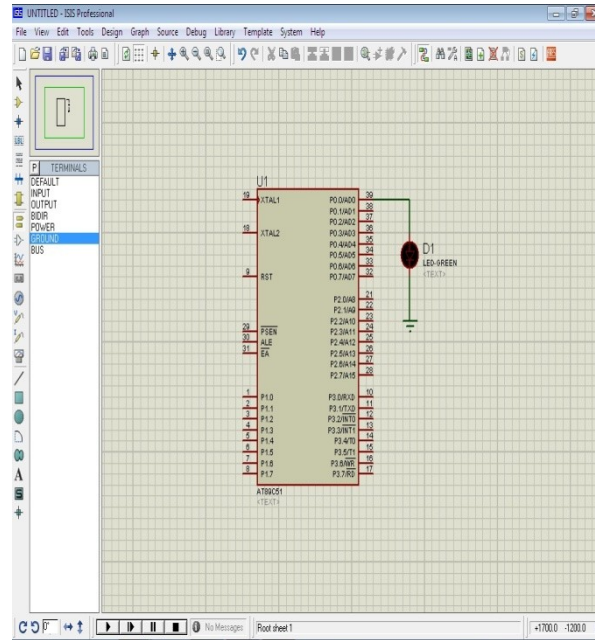 UNTITLED - ISIS Professional
File View Edit Tools Design Graph Source Debug Library Template System Help
P TERMINALS
DEFAULT
INPUT
OUTPUT
BIDIR
POWER
GROUND
BUS
U1
19 XTAL1
18 XTAL2
9 RST
29 PSEN
30 ALE
31 EA
1 P1.0
2 P1.1
3 P1.2
4 P1.3
5 P1.4
6 P1.5
7 P1.6
8 P1.7
P0.0/AD0 39
P0.1/AD1 38
P0.2/AD2 37
P0.3/AD3 36
P0.4/AD4 35
P0.5/AD5 34
P0.6/AD6 33
P0.7/AD7 32
P2.0/A8 21
P2.1/A9 22
P2.2/A10 23
P2.3/A11 24
P2.4/A12 25
P2.5/A13 26
P2.6/A14 27
P2.7/A15 28
P3.0/RXD 10
P3.1/TXD 11
P3.2/INT0 12
P3.3/INT1 13
P3.4/T0 14
P3.5/T1 15
P3.6/WR 16
P3.7/RD 17
AT89C51
<TEXT>
D1
LED-GREEN
<TEXT>
No Messages
Root sheet 1
+1700.0 -1200.0